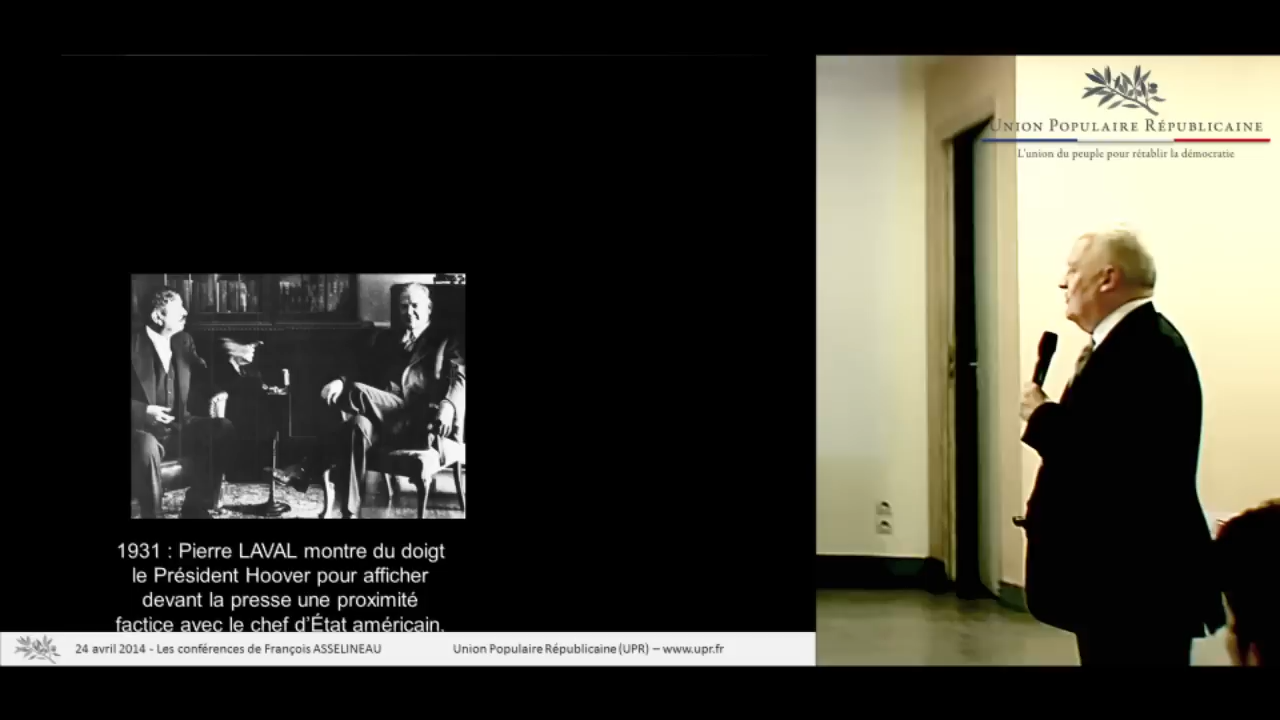 UNION POPULAIRE RÉPUBLICAINE
L'union du peuple pour rétablir la démocratie
1931 : Pierre LAVAL montre du doigt
le Président Hoover pour afficher
devant la presse une proximité
factice avec le chef d'État américain.
24 avril 2014 - Les conférences de François ASSELINEAU
Union Populaire Républicaine (UPR) – www.upr.fr